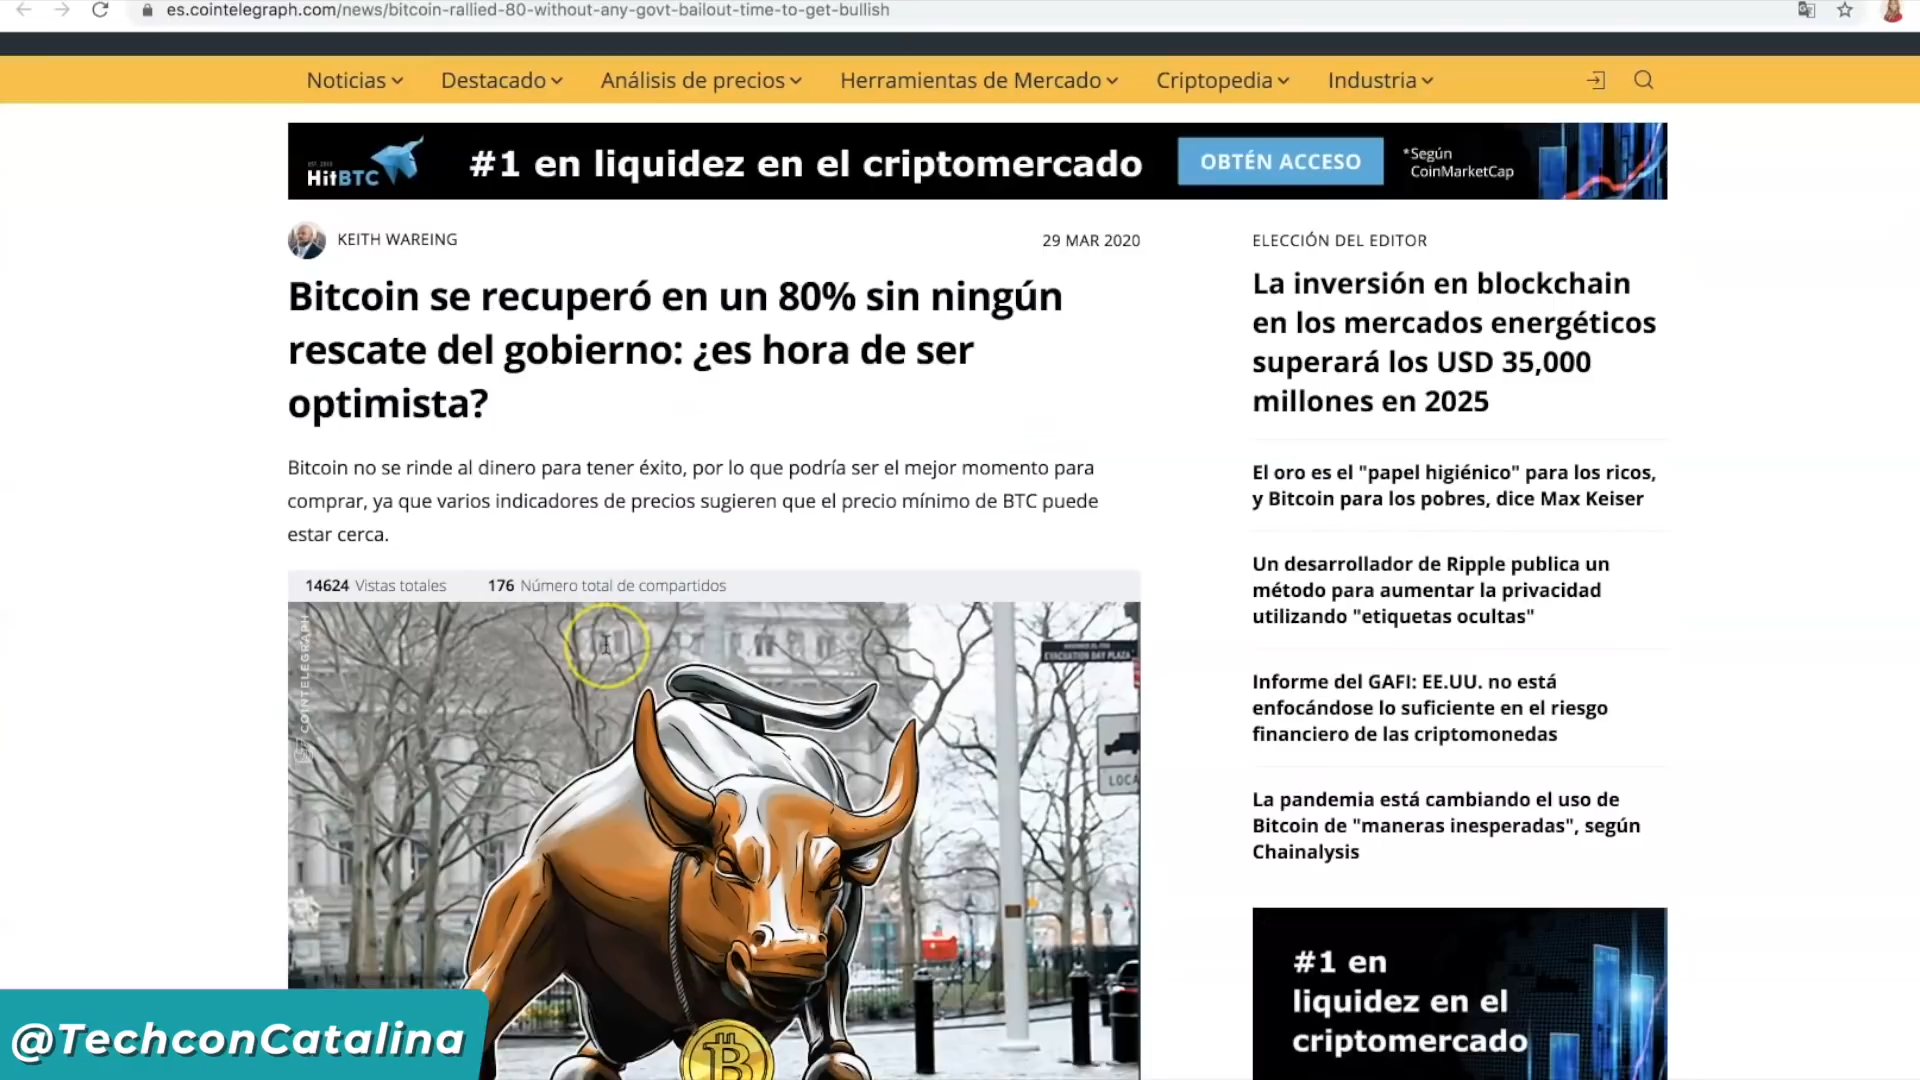 es.cointelegraph.com/news/bitcoin-rallied-80-without-any-govt-bailout-time-to-get-bullish
Noticias Destacado Análisis de precios Herramientas de Mercado Criptopedia Industria
HitBTC
#1 en liquidez en el criptomercado
OBTÉN ACCESO
*Según
CoinMarketCap
KEITH WAREING
29 MAR 2020
Bitcoin se recuperó en un 80% sin ningún
rescate del gobierno: ¿es hora de ser
optimista?
Bitcoin no se rinde al dinero para tener éxito, por lo que podría ser el mejor momento para
comprar, ya que varios indicadores de precios sugieren que el precio mínimo de BTC puede
estar cerca.
14624 Vistas totales 176 Número total de compartidos
COINTELEGRAPH
EVACUATION DAY PLAZA
LOCA
ELECCIÓN DEL EDITOR
La inversión en blockchain
en los mercados energéticos
superará los USD 35,000
millones en 2025
El oro es el "papel higiénico" para los ricos,
y Bitcoin para los pobres, dice Max Keiser
Un desarrollador de Ripple publica un
método para aumentar la privacidad
utilizando "etiquetas ocultas"
Informe del GAFI: EE.UU. no está
enfocándose lo suficiente en el riesgo
financiero de las criptomonedas
La pandemia está cambiando el uso de
Bitcoin de "maneras inesperadas", según
Chainalysis
#1 en
liquidez en el
criptomercado
@TechconCatalina